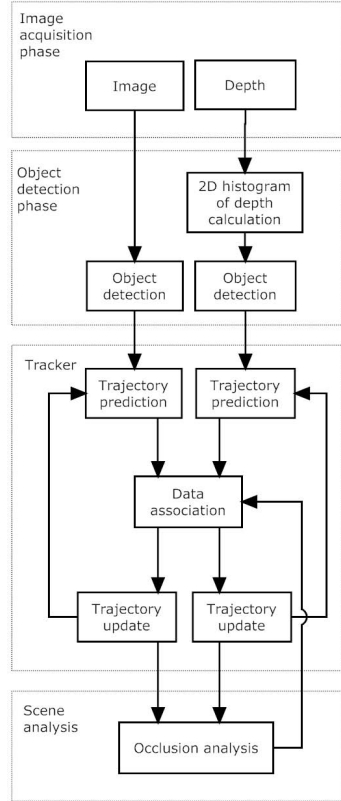 Image
acquisition
phase
Image
Depth
Object
detection
phase
2D histogram
of depth
calculation
Object
detection
Object
detection
Tracker
Trajectory
prediction
Trajectory
prediction
Data
association
Trajectory
update
Trajectory
update
Scene
analysis
Occlusion analysis